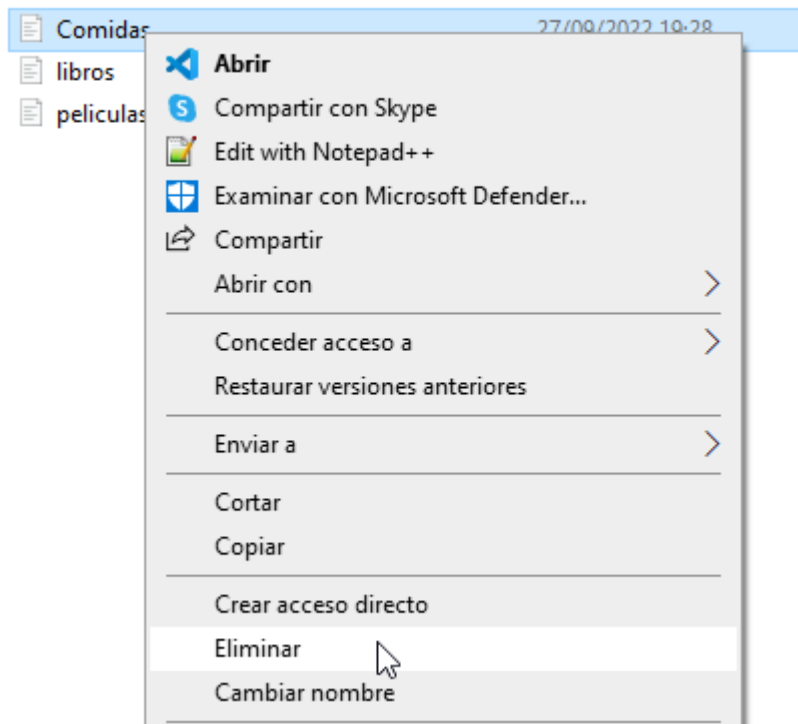 Comidas 27/09/2022 19:28
libros
peliculas
Abrir
Compartir con Skype
Edit with Notepad++
Examinar con Microsoft Defender...
Compartir
Abrir con
Conceder acceso a
Restaurar versiones anteriores
Enviar a
Cortar
Copiar
Crear acceso directo
Eliminar
Cambiar nombre